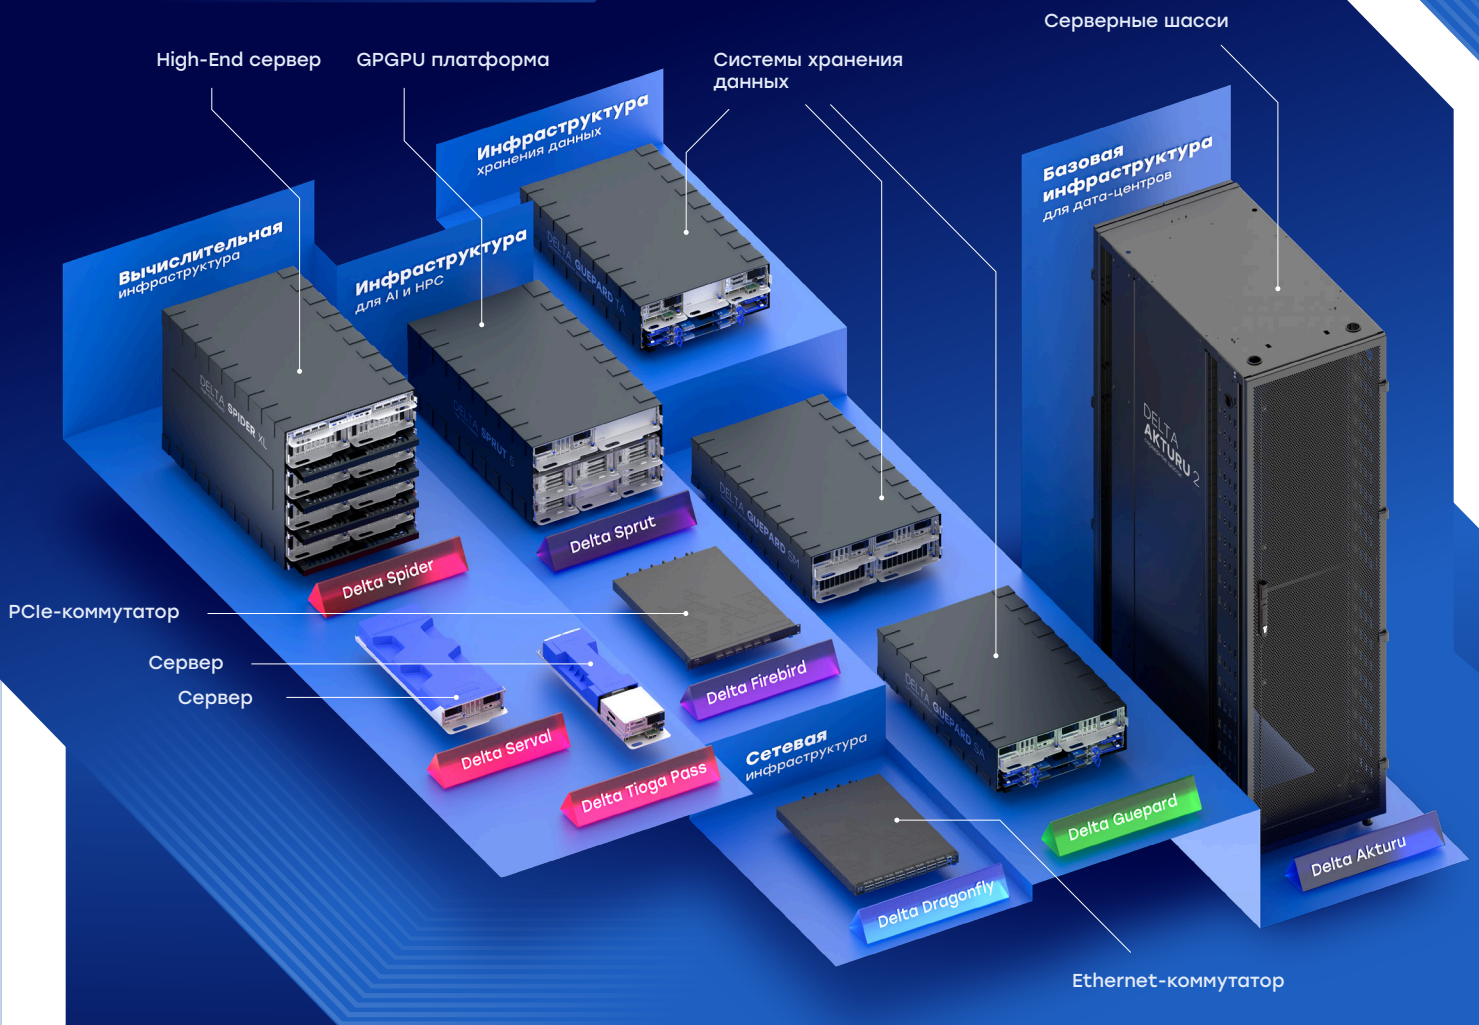 Серверные шасси
High-End сервер
GPGPU платформа
Системы хранения
данных
Инфраструктура
хранения данных
Базовая
инфраструктура
для дата-центров
Вычислительная
инфраструктура
Инфраструктура
для AI и HPC
DELTA GUEPARD TA
DELTA SPIDER XL
DELTA SPRUT 6
DELTA
AKTURU 2
DELTA GUEPARD SM
Delta Sprut
Delta Spider
PCIe-коммутатор
Сервер
Сервер
Delta Firebird
DELTA GUEPARD SA
Delta Serval
Delta Tioga Pass
Сетевая
инфраструктура
Delta Guepard
Delta Akturu
Delta Dragonfly
Ethernet-коммутатор